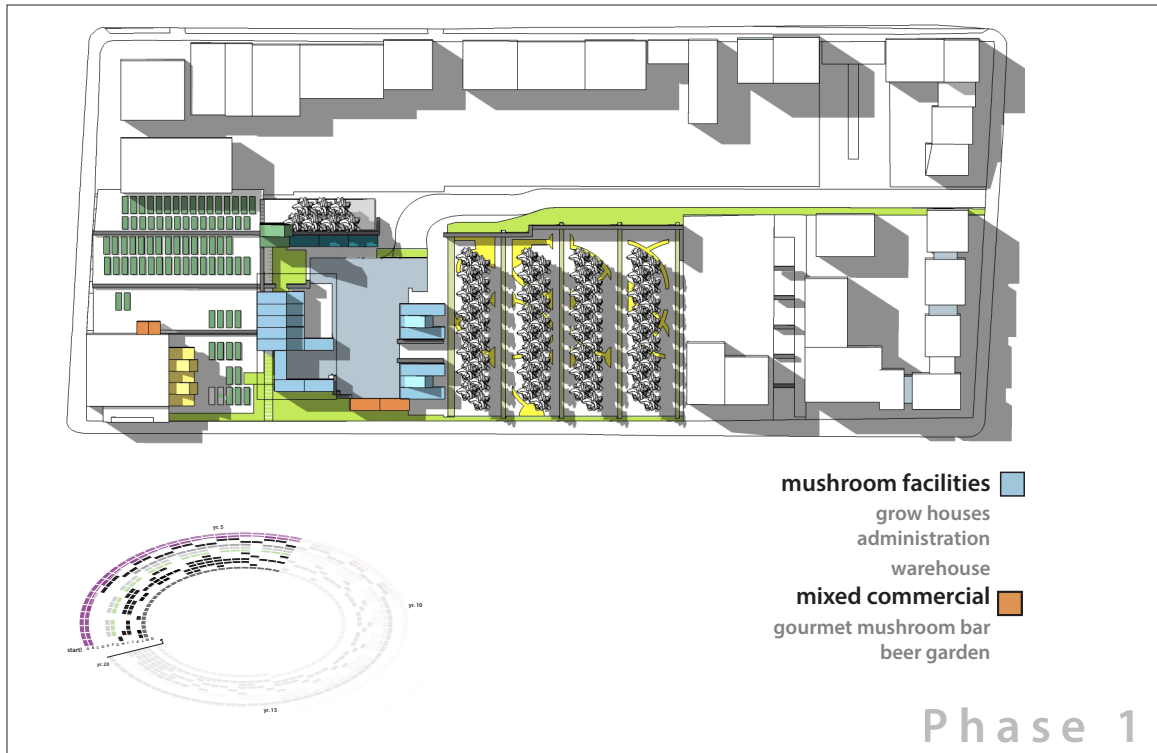 mushroom facilities
grow houses
administration
warehouse
mixed commercial
gourmet mushroom bar
beer garden
yr. 5
yr. 10
start!
yr. 20
yr. 15
Phase 1